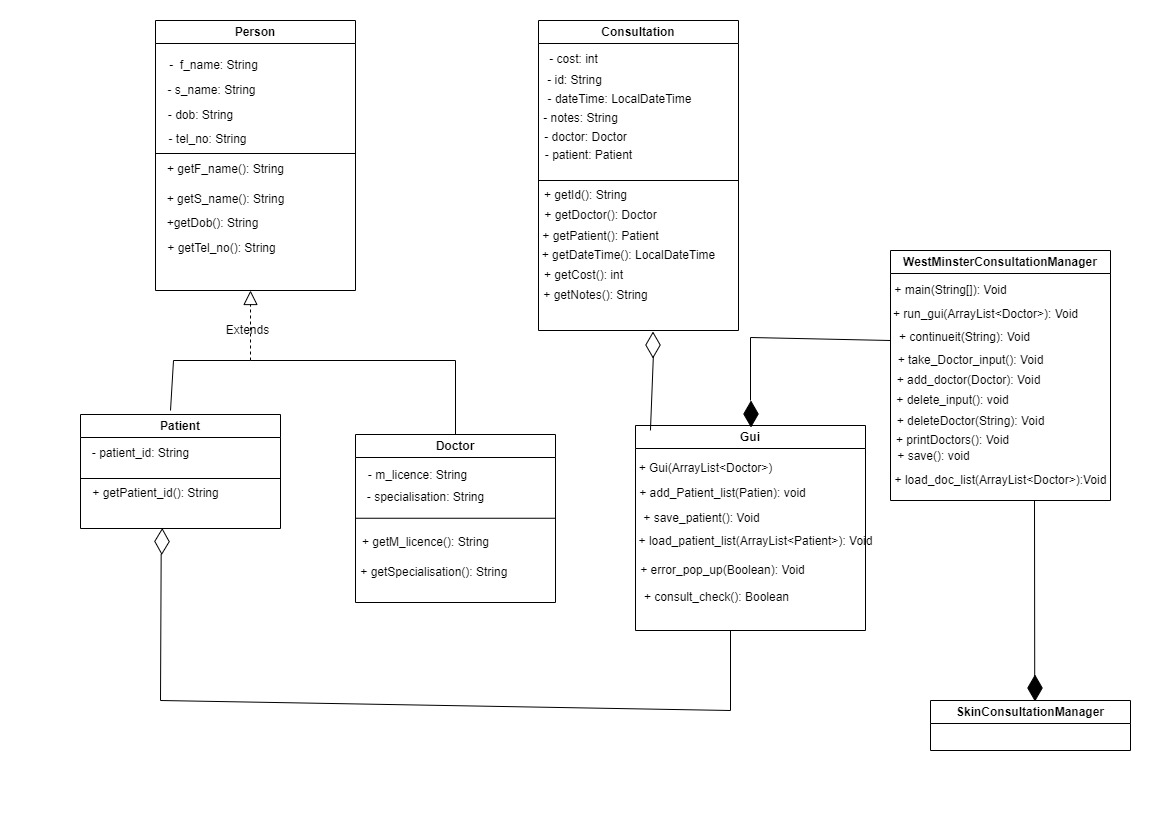 Person
- f_name: String
- s_name: String
- dob: String
- tel_no: String
+ getF_name(): String
+ getS_name(): String
+getDob(): String
+ getTel_no(): String
Extends
Consultation
- cost: int
- id: String
- dateTime: LocalDateTime
- notes: String
- doctor: Doctor
- patient: Patient
+ getId(): String
+ getDoctor(): Doctor
+ getPatient(): Patient
+ getDateTime(): LocalDateTime
+ getCost(): int
+ getNotes(): String
WestMinsterConsultationManager
+ main(String[]): Void
+ run_gui(ArrayList<Doctor>): Void
+ continueit(String): Void
+ take_Doctor_input(): Void
+ add_doctor(Doctor): Void
+ delete_input(): void
+ deleteDoctor(String): Void
+ printDoctors(): Void
+ save(): void
+ load_doc_list(ArrayList<Doctor>):Void
Patient
- patient_id: String
+ getPatient_id(): String
Doctor
- m_licence: String
- specialisation: String
+ getM_licence(): String
+ getSpecialisation(): String
Gui
+ Gui(ArrayList<Doctor>)
+ add_Patient_list(Patien): void
+ save_patient(): Void
+ load_patient_list(ArrayList<Patient>): Void
+ error_pop_up(Boolean): Void
+ consult_check(): Boolean
SkinConsultationManager